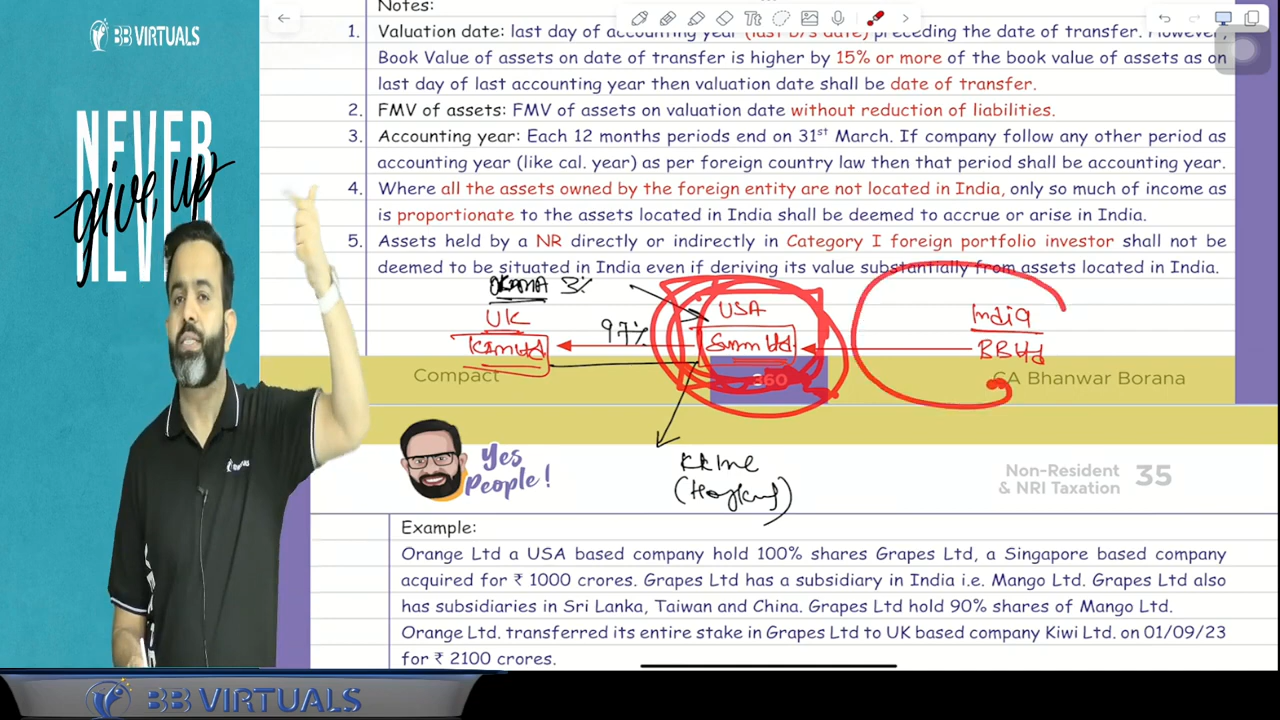 BB VIRTUALS
NEVER
give up
NEVER
Notes:
1. Valuation date: last day of accounting year (last b/s date) preceding the date of transfer. However,
Book Value of assets on date of transfer is higher by 15% or more of the book value of assets as on
last day of last accounting year then valuation date shall be date of transfer.
2. FMV of assets: FMV of assets on valuation date without reduction of liabilities.
3. Accounting year: Each 12 months periods end on 31st March. If company follow any other period as
accounting year (like cal. year) as per foreign country law then that period shall be accounting year.
4. Where all the assets owned by the foreign entity are not located in India, only so much of income as
is proportionate to the assets located in India shall be deemed to accrue or arise in India.
5. Assets held by a NR directly or indirectly in Category I foreign portfolio investor shall not be
deemed to be situated in India even if deriving its value substantially from assets located in India.
3%
UK
97%
USA
India
BB Ltd
Compact
360
CA Bhanwar Borana
Yes
People!
Non-Resident
& NRI Taxation 35
Example:
Orange Ltd a USA based company hold 100% shares Grapes Ltd, a Singapore based company
acquired for ₹ 1000 crores. Grapes Ltd has a subsidiary in India i.e. Mango Ltd. Grapes Ltd also
has subsidiaries in Sri Lanka, Taiwan and China. Grapes Ltd hold 90% shares of Mango Ltd.
Orange Ltd. transferred its entire stake in Grapes Ltd to UK based company Kiwi Ltd. on 01/09/23
for ₹ 2100 crores.
BB VIRTUALS